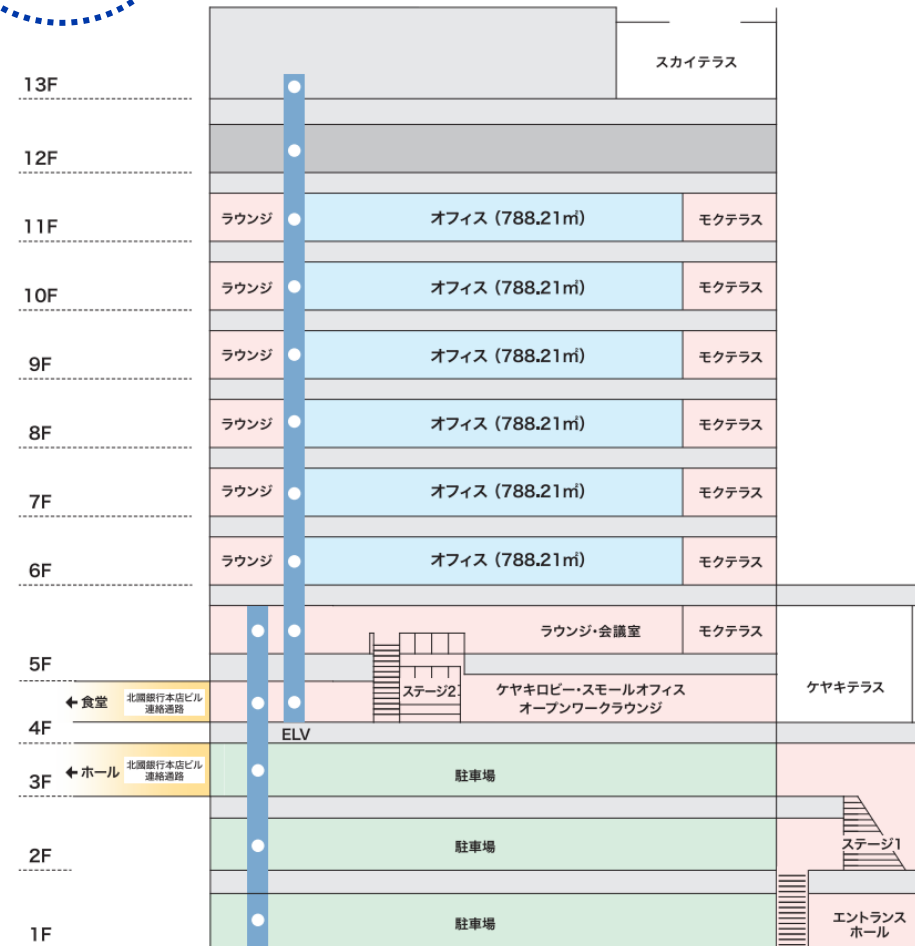 13F
スカイテラス
12F
11F
ラウンジ
オフィス（788.21㎡）
モクテラス
10F
ラウンジ
オフィス（788.21㎡）
モクテラス
9F
ラウンジ
オフィス（788.21㎡）
モクテラス
8F
ラウンジ
オフィス（788.21㎡）
モクテラス
7F
ラウンジ
オフィス（788.21㎡）
モクテラス
6F
ラウンジ
オフィス（788.21㎡）
モクテラス
5F
ラウンジ・会議室
モクテラス
ケヤキテラス
4F
←食堂
北國銀行本店ビル
連絡通路
ステージ2
ケヤキロビー・スモールオフィス
オープンワークラウンジ
ELV
3F
←ホール
北國銀行本店ビル
連絡通路
駐車場
2F
駐車場
ステージ1
1F
駐車場
エントランス
ホール